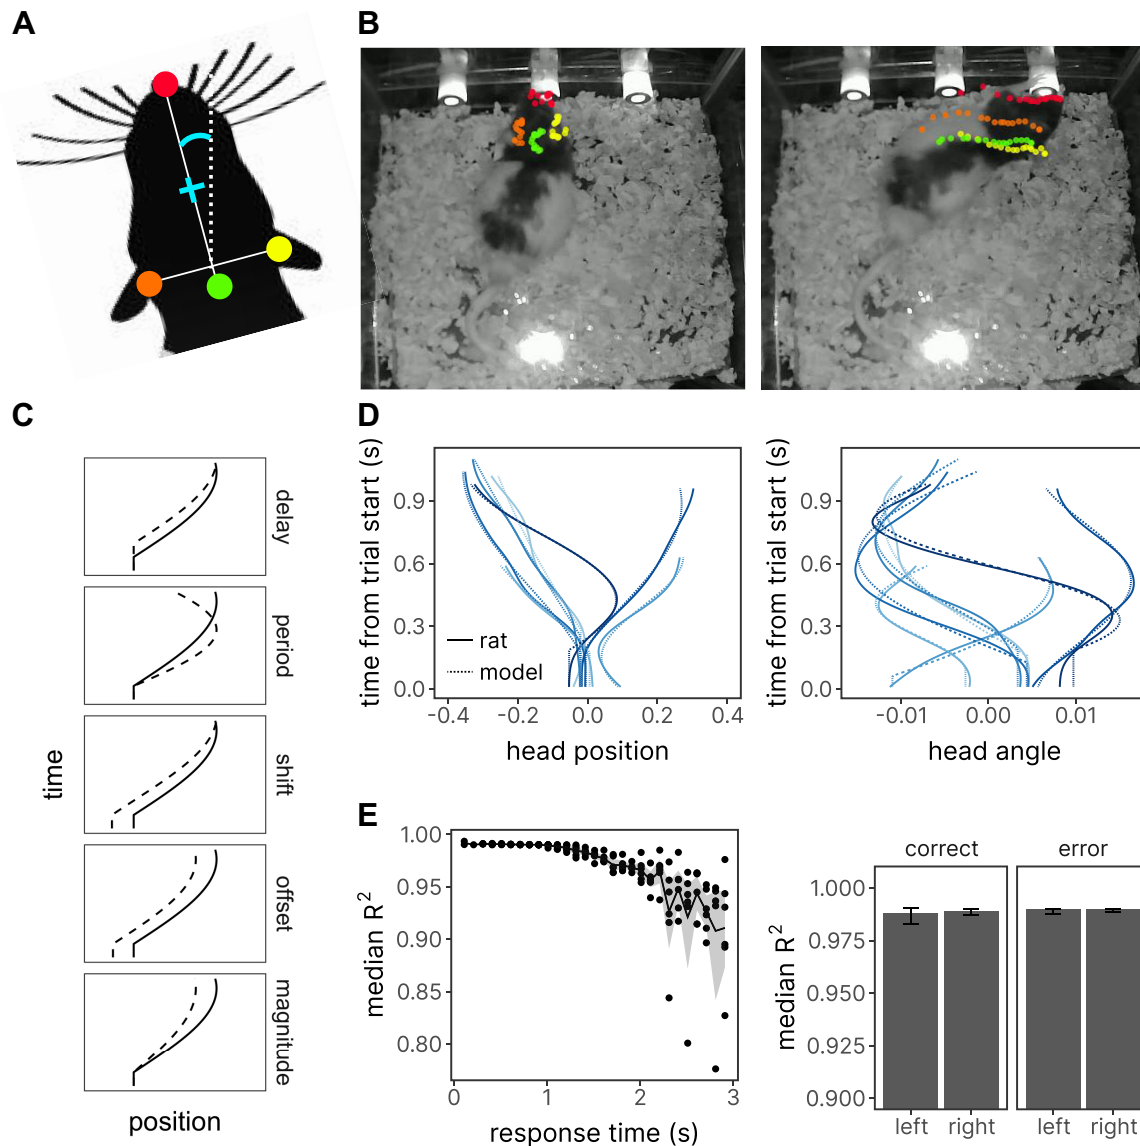 A
B
C
delay
period
shift
offset
magnitude
time
position
D
time from trial start (s)
0.9
0.6
0.3
0.0
rat
model
-0.4
-0.2
0.0
0.2
0.4
head position
time from trial start (s)
0.9
0.6
0.3
0.0
-0.01
0.00
0.01
head angle
E
median R²
1.00
0.95
0.90
0.85
0.80
0
1
2
3
response time (s)
median R²
correct
error
1.000
0.975
0.950
0.925
0.900
left
right
left
right